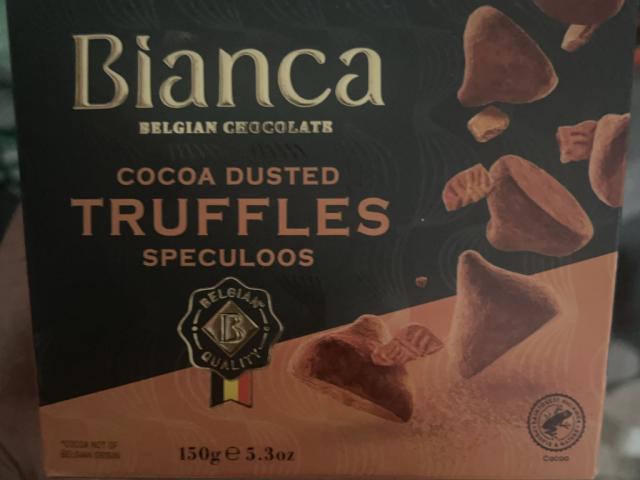 Bianca
BELGIAN CHOCOLATE
COCOA DUSTED
TRUFFLES
SPECULOOS
BELGIAN
B
QUALITY
*COCOA NOT OF
BELGIAN ORIGIN
150g e 5.3oz
Cocoa